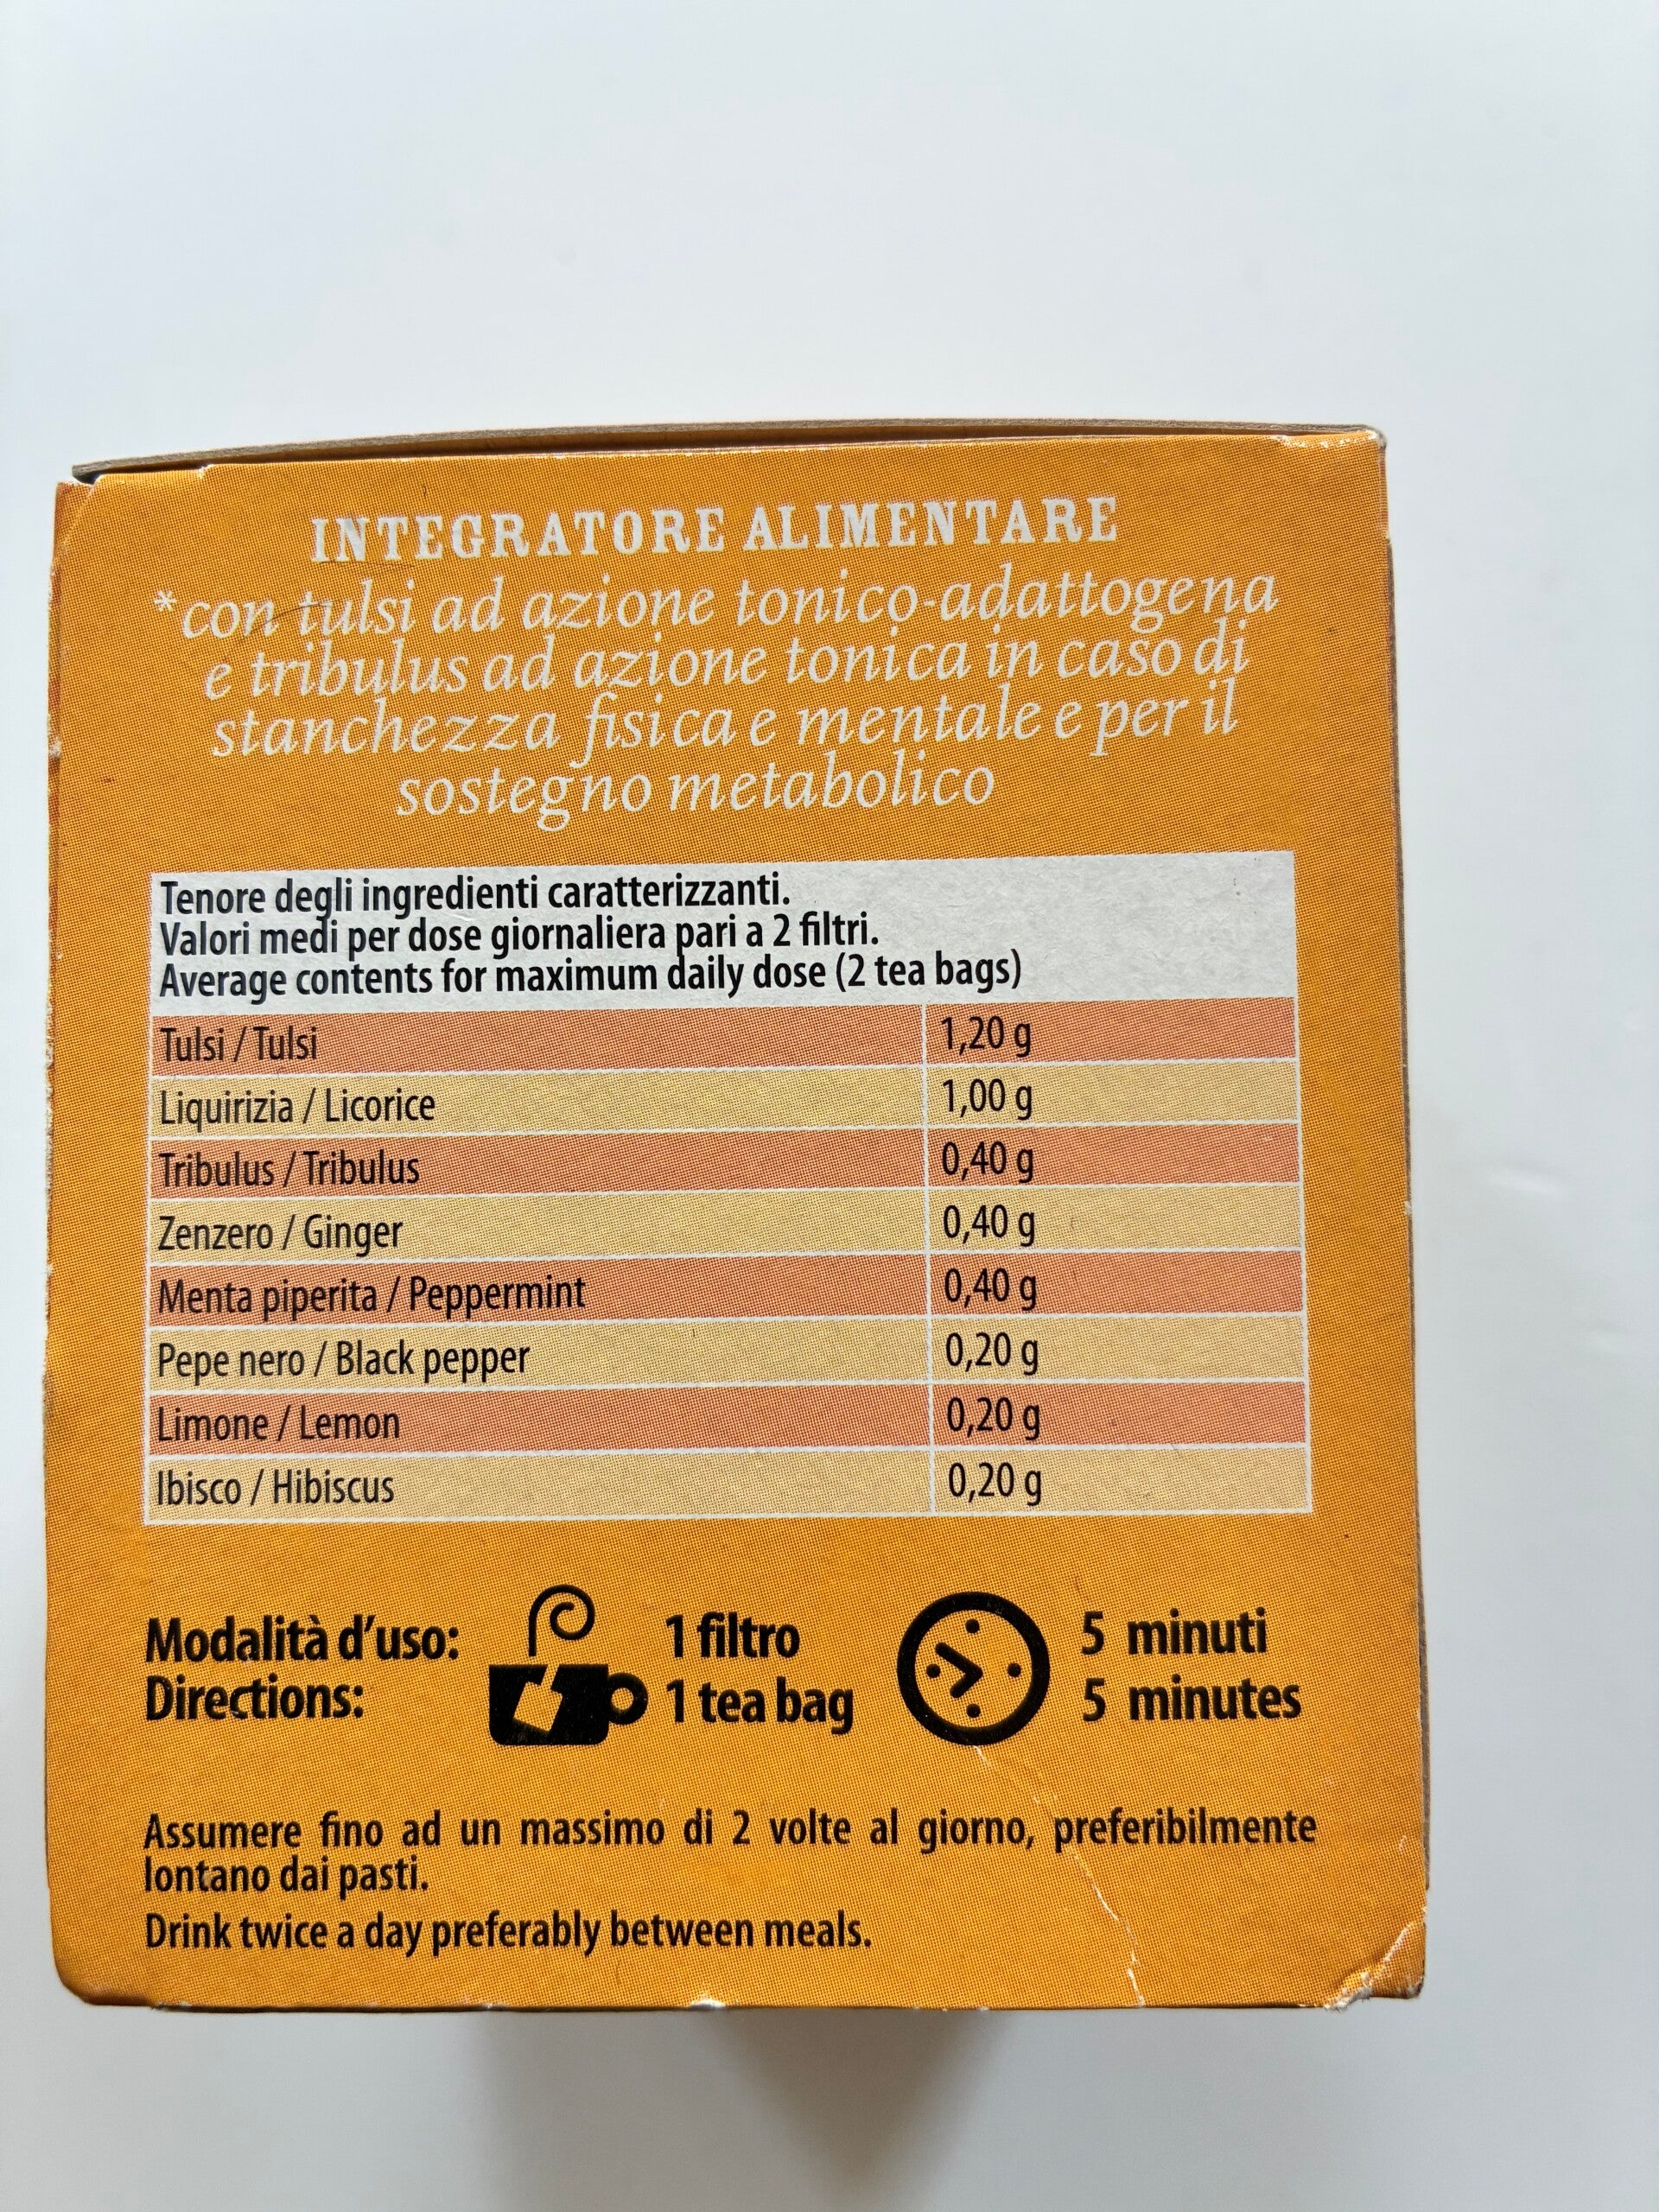 INTEGRATORE ALIMENTARE
*con tulsi ad azione tonico-adattogena
e tribulus ad azione tonica in caso di
stanchezza fisica e mentale e per il
sostegno metabolico
Tenore degli ingredienti caratterizzanti.
Valori medi per dose giornaliera pari a 2 filtri.
Average contents for maximum daily dose (2 tea bags)
Tulsi / Tulsi 1,20 g
Liquirizia / Licorice 1,00 g
Tribulus / Tribulus 0,40 g
Zenzero / Ginger 0,40 g
Menta piperita / Peppermint 0,40 g
Pepe nero / Black pepper 0,20 g
Limone / Lemon 0,20 g
Ibisco / Hibiscus 0,20 g
Modalità d'uso: 1 filtro 5 minuti
Directions: 1 tea bag 5 minutes
Assumere fino ad un massimo di 2 volte al giorno, preferibilmente
lontano dai pasti.
Drink twice a day preferably between meals.